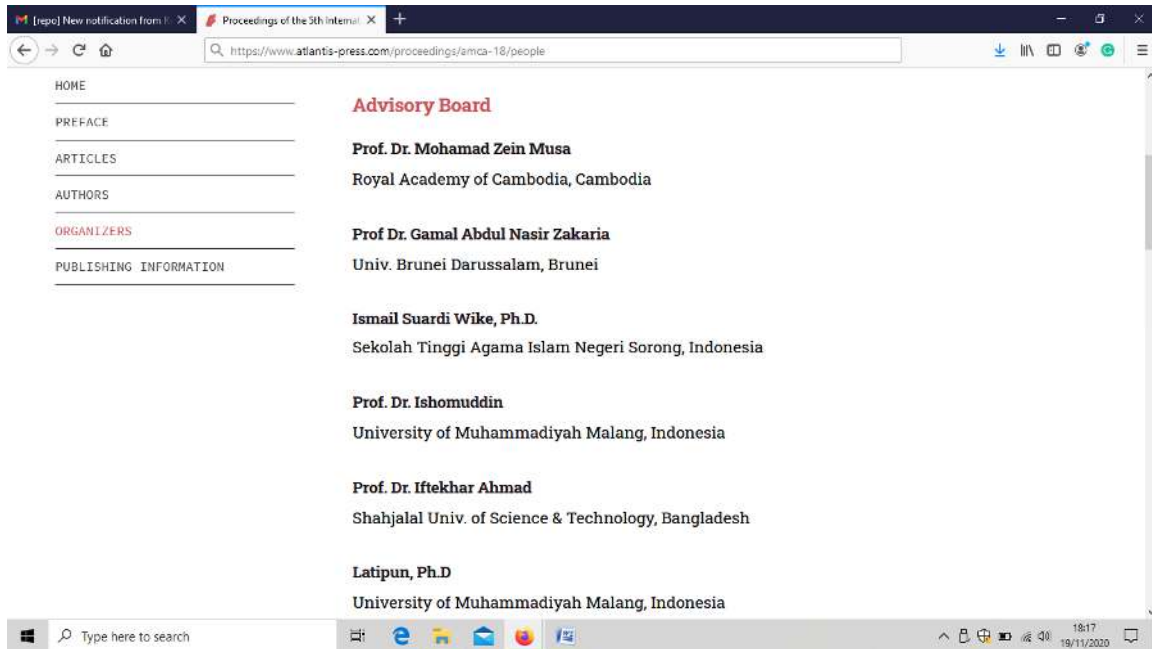 [repo] New notification from
Proceedings of the 5th Internat
https://www.atlantis-press.com/proceedings/amca-18/people
HOME
PREFACE
ARTICLES
AUTHORS
ORGANIZERS
PUBLISHING INFORMATION
Advisory Board
Prof. Dr. Mohamad Zein Musa
Royal Academy of Cambodia, Cambodia
Prof Dr. Gamal Abdul Nasir Zakaria
Univ. Brunei Darussalam, Brunei
Ismail Suardi Wike, Ph.D.
Sekolah Tinggi Agama Islam Negeri Sorong, Indonesia
Prof. Dr. Ishomuddin
University of Muhammadiyah Malang, Indonesia
Prof. Dr. Iftekhar Ahmad
Shahjalal Univ. of Science & Technology, Bangladesh
Latipun, Ph.D
University of Muhammadiyah Malang, Indonesia
Type here to search
18:17
19/11/2020